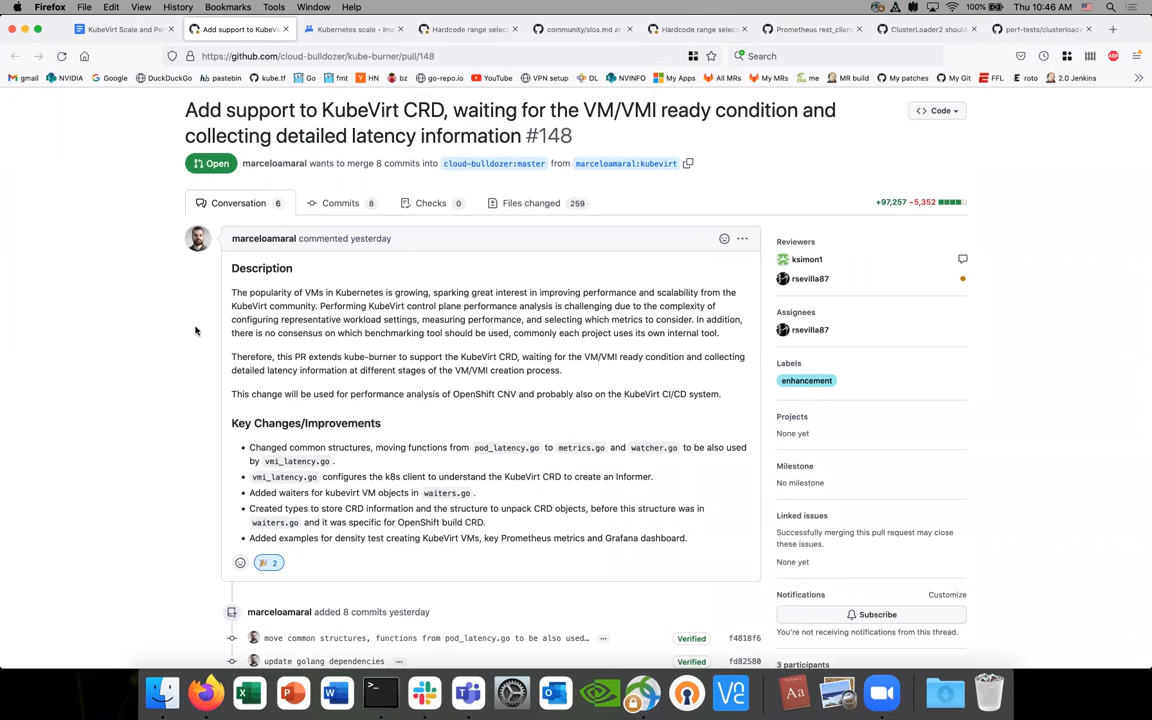 Firefox File Edit View History Bookmarks Tools Window Help 100% Thu 10:46 AM
KubeVirt Scale and Per Add support to KubeVir Kubernetes scale - Imp Hardcode range select community/slos.md at Hardcode range select Prometheus rest_client ClusterLoader2 should perf-tests/clusterload
https://github.com/cloud-bulldozer/kube-burner/pull/148 Search
gmail NVIDIA Google DuckDuckGo pastebin kube.tf Go fmt HN bz go-repo.io YouTube VPN setup DL NVINFO My Apps All MRs My MRs me MR build My patches My Git FFL roto 2.0 Jenkins
Add support to KubeVirt CRD, waiting for the VM/VMI ready condition and
collecting detailed latency information #148
Code
Open marceloamaral wants to merge 8 commits into cloud-bulldozer:master from marceloamaral:kubevirt
Conversation 6 Commits 8 Checks 0 Files changed 259 +97,257 −5,352
marceloamaral commented yesterday
Description
The popularity of VMs in Kubernetes is growing, sparking great interest in improving performance and scalability from the
KubeVirt community. Performing KubeVirt control plane performance analysis is challenging due to the complexity of
configuring representative workload settings, measuring performance, and selecting which metrics to consider. In addition,
there is no consensus on which benchmarking tool should be used, commonly each project uses its own internal tool.
Therefore, this PR extends kube-burner to support the KubeVirt CRD, waiting for the VM/VMI ready condition and collecting
detailed latency information at different stages of the VM/VMI creation process.
This change will be used for performance analysis of OpenShift CNV and probably also on the KubeVirt CI/CD system.
Key Changes/Improvements
• Changed common structures, moving functions from pod_latency.go to metrics.go and watcher.go to be also used
by vmi_latency.go.
• vmi_latency.go configures the k8s client to understand the KubeVirt CRD to create an Informer.
• Added waiters for kubevirt VM objects in waiters.go.
• Created types to store CRD information and the structure to unpack CRD objects, before this structure was in
waiters.go and it was specific for OpenShift build CRD.
• Added examples for density test creating KubeVirt VMs, key Prometheus metrics and Grafana dashboard.
2
marceloamaral added 8 commits yesterday
move common structures, functions from pod_latency.go to be also used… Verified f4818f6
update golang dependencies Verified fd82580
Reviewers
ksimon1
rsevilla87
Assignees
rsevilla87
Labels
enhancement
Projects
None yet
Milestone
No milestone
Linked issues
Successfully merging this pull request may close
these issues.
None yet
Notifications Customize
Subscribe
You're not receiving notifications from this thread.
3 participants